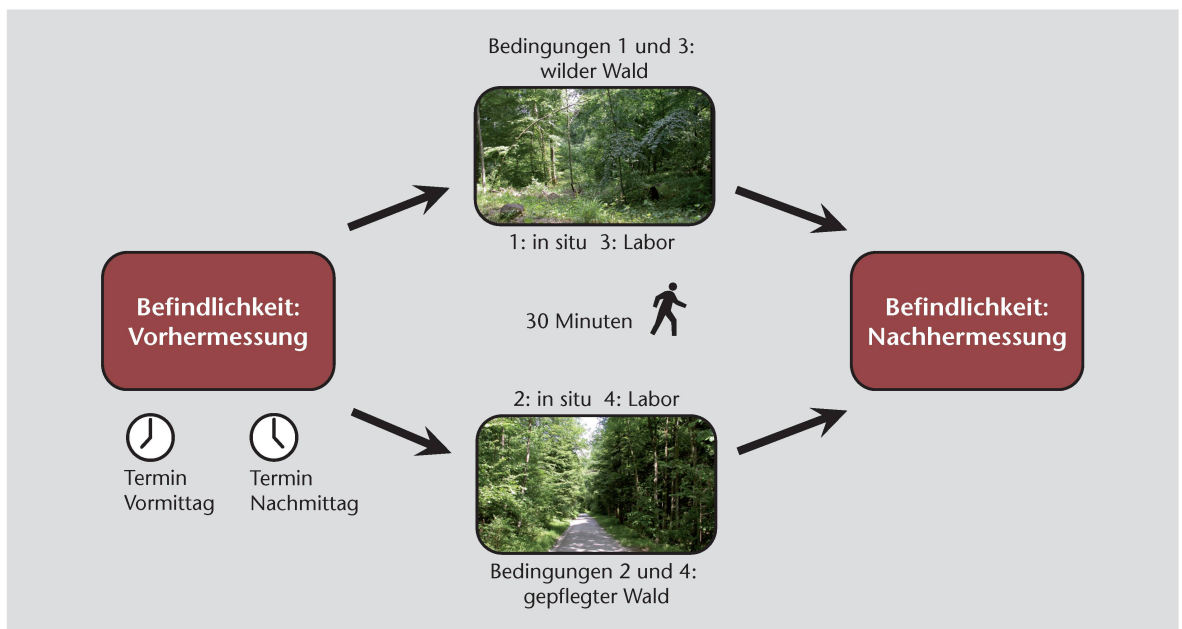 Bedingungen 1 und 3:
wilder Wald
1: in situ 3: Labor
Befindlichkeit:
Vorhermessung
30 Minuten
Befindlichkeit:
Nachhermessung
2: in situ 4: Labor
Termin
Vormittag
Termin
Nachmittag
Bedingungen 2 und 4:
gepflegter Wald